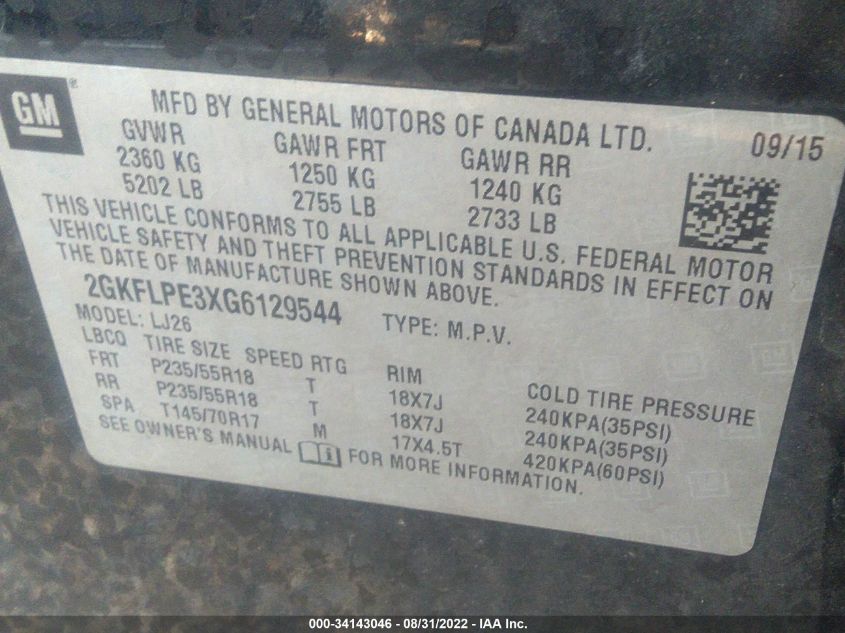 GM®
MFD BY GENERAL MOTORS OF CANADA LTD. 09/15
GVWR GAWR FRT GAWR RR
2360 KG 1250 KG 1240 KG
5202 LB 2755 LB 2733 LB
THIS VEHICLE CONFORMS TO ALL APPLICABLE U.S. FEDERAL MOTOR
VEHICLE SAFETY AND THEFT PREVENTION STANDARDS IN EFFECT ON
THE DATE OF MANUFACTURE SHOWN ABOVE.
2GKFLPE3XG6129544 TYPE: M.P.V.
MODEL: LJ26
LBCQ TIRE SIZE SPEED RTG RIM COLD TIRE PRESSURE
FRT P235/55R18 T 18X7J 240KPA(35PSI)
RR P235/55R18 T 18X7J 240KPA(35PSI)
SPA T145/70R17 M 17X4.5T 420KPA(60PSI)
SEE OWNER'S MANUAL FOR MORE INFORMATION.
000-34143046 - 08/31/2022 - IAA Inc.